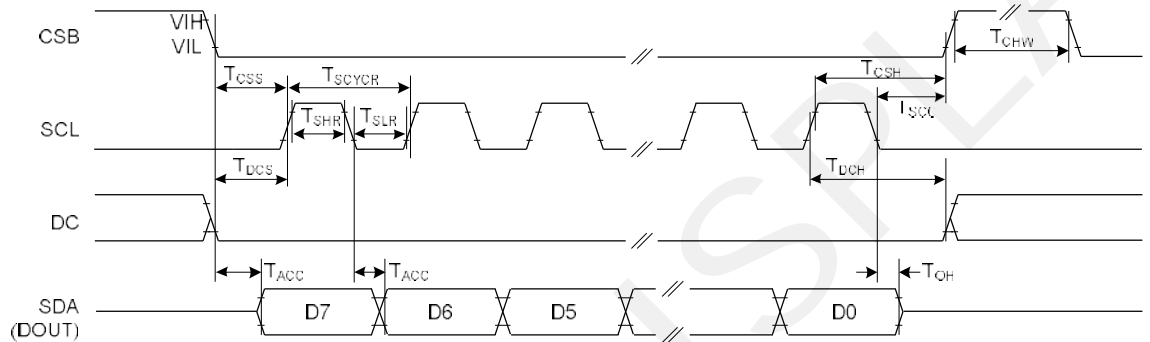 CSB
VIH
VIL
TCHW
TCSS
TSCYCR
TCSH
TSCC
SCL
TSHR
TSLR
TDCS
TDCH
DC
TACC
TACC
TOH
SDA
(DOUT)
D7
D6
D5
D0